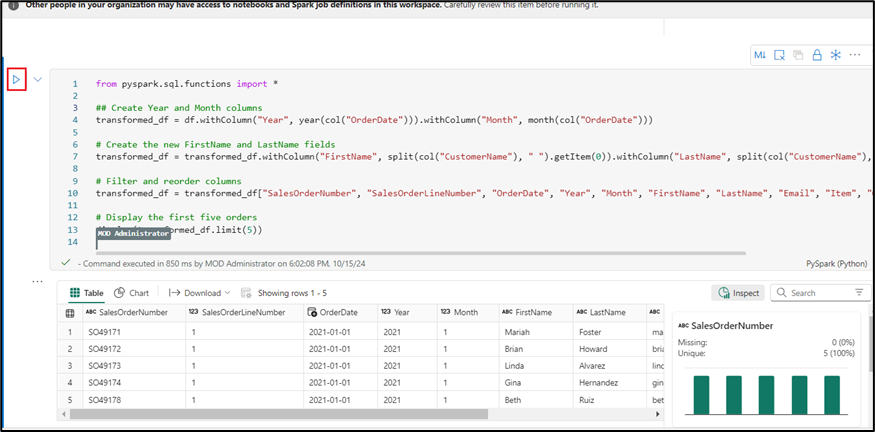 Other people in your organization may have access to notebooks and Spark job definitions in this workspace. Carefully review this item before running it.
M↓
1 from pyspark.sql.functions import *
2
3 ## Create Year and Month columns
4 transformed_df = df.withColumn("Year", year(col("OrderDate"))).withColumn("Month", month(col("OrderDate")))
5
6 # Create the new FirstName and LastName fields
7 transformed_df = transformed_df.withColumn("FirstName", split(col("CustomerName"), " ").getItem(0)).withColumn("LastName", split(col("CustomerName"),
8
9 # Filter and reorder columns
10 transformed_df = transformed_df["SalesOrderNumber", "SalesOrderLineNumber", "OrderDate", "Year", "Month", "FirstName", "LastName", "Email", "Item", "
11
12 # Display the first five orders
MOD Administrator
13 ormed_df.limit(5))
14
- Command executed in 850 ms by MOD Administrator on 6:02:08 PM, 10/15/24 PySpark (Python)
Table Chart Download Showing rows 1 - 5 Inspect Search
ABC SalesOrderNumber 123 SalesOrderLineNumber OrderDate 123 Year 123 Month ABC FirstName ABC LastName ABC
1 SO49171 1 2021-01-01 2021 1 Mariah Foster ma
2 SO49172 1 2021-01-01 2021 1 Brian Howard bria
3 SO49173 1 2021-01-01 2021 1 Linda Alvarez linc
4 SO49174 1 2021-01-01 2021 1 Gina Hernandez gin
5 SO49178 1 2021-01-01 2021 1 Beth Ruiz bet
ABC SalesOrderNumber
Missing: 0 (0%)
Unique: 5 (100%)